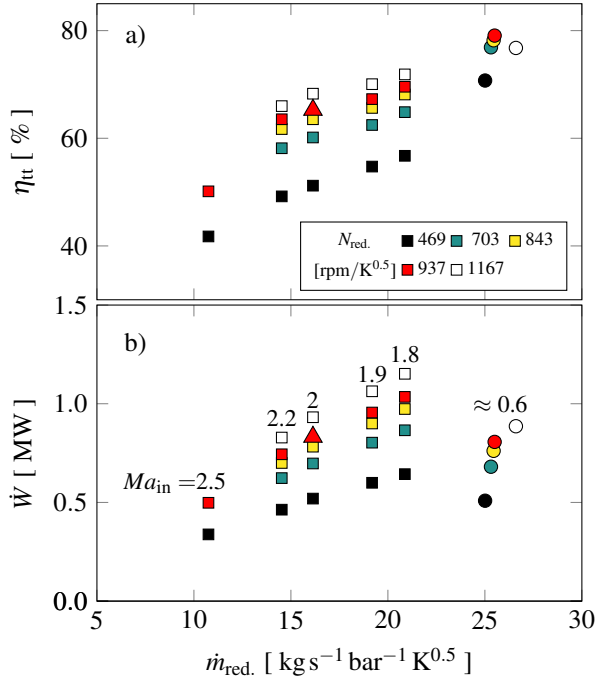 80
60
40
a)
η_tt [ % ]
N_red. 469 703 843
[rpm/K^0.5] 937 1167
1.5
1.0
0.5
0.0
b)
Ẇ [ MW ]
1.8
1.9
2
2.2
≈ 0.6
Ma_in = 2.5
5 10 15 20 25 30
ṁ_red. [ kg s^−1 bar^−1 K^0.5 ]